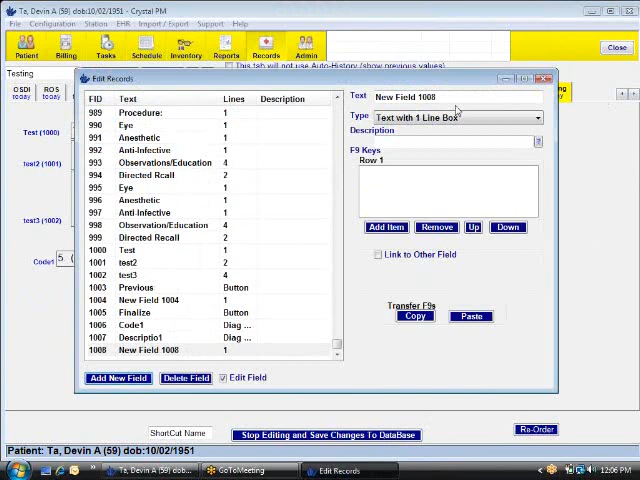 Ta, Devin A (59) dob:10/02/1951 - Crystal PM
File Configuration Station EHR Import / Export Support Help
Patient Billing Tasks Schedule Inventory Reports Records Admin
Close
Testing
This tab will not use Auto-History (show previous values)
OSDI today
ROS today
Test (1000)
test2 (1001)
test3 (1002)
Code1
5
Edit Records
FID Text Lines Description
989 Procedure: 1
990 Eye 1
991 Anesthetic 1
992 Anti-Infective 1
993 Observations/Education 4
994 Directed Rcall 2
995 Eye 1
996 Anesthetic 1
997 Anti-Infective 1
998 Observation/Education 4
999 Directed Recall 2
1000 Test 1
1001 test2 2
1002 test3 4
1003 Previous Button
1004 New Field 1004 1
1005 Finalize Button
1006 Code1 Diag ...
1007 Descriptio1 Diag ...
1008 New Field 1008 1
Add New Field Delete Field Edit Field
Text New Field 1008
Type Text with 1 Line Box
Description
?
F9 Keys
Row 1
Add Item Remove Up Down
Link to Other Field
Transfer F9s
Copy Paste
ShortCut Name
Stop Editing and Save Changes To DataBase
Re-Order
Patient: Ta, Devin A (59) dob:10/02/1951
Ta, Devin A (59) dob... GoToMeeting Edit Records
12:06 PM